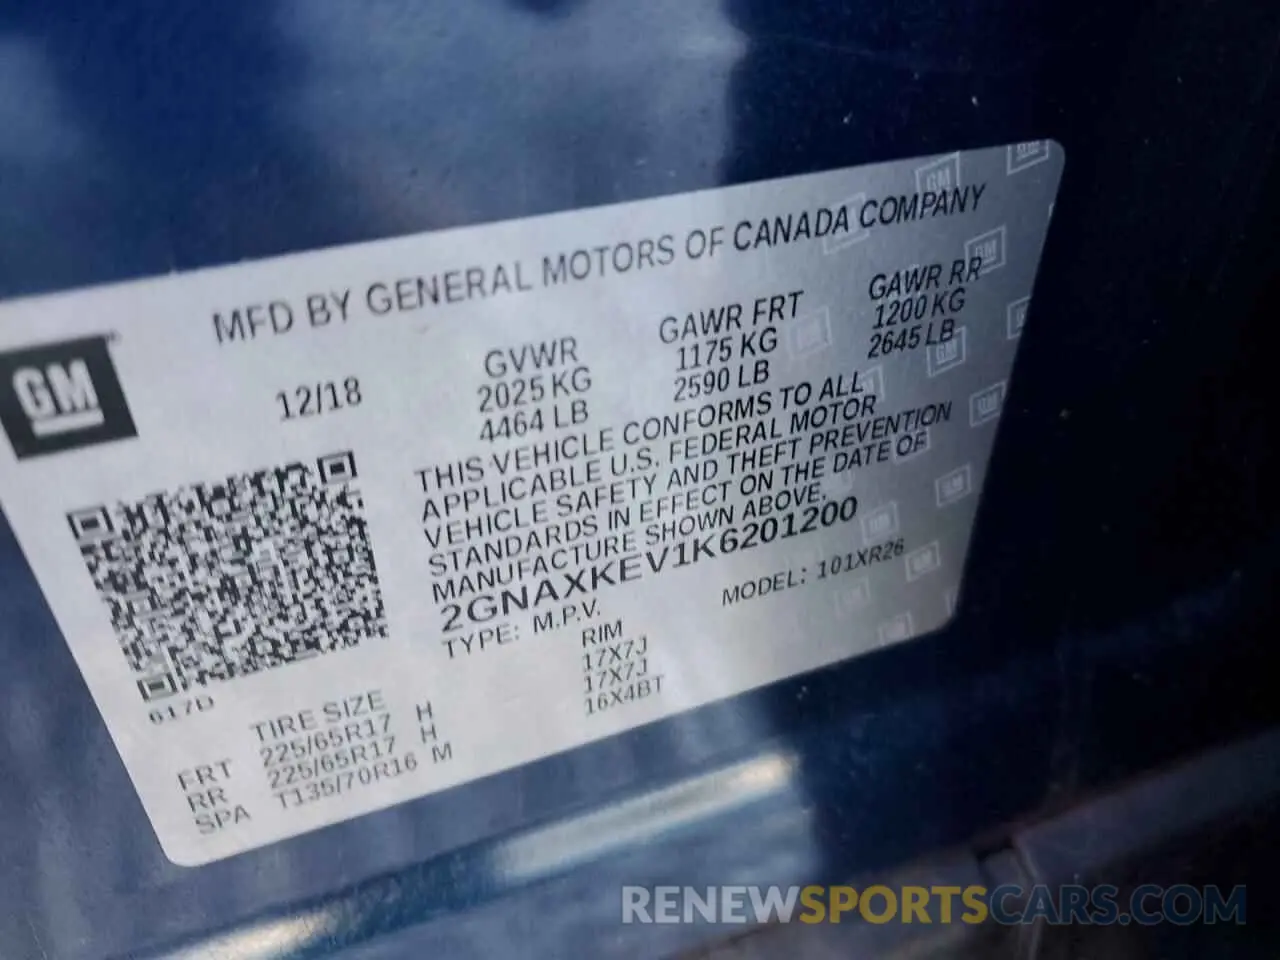 MFD BY GENERAL MOTORS OF CANADA COMPANY
GM
12/18
GVWR
2025 KG
4464 LB
GAWR FRT
1175 KG
2590 LB
GAWR RR
1200 KG
2645 LB
THIS VEHICLE CONFORMS TO ALL
APPLICABLE U.S. FEDERAL MOTOR
VEHICLE SAFETY AND THEFT PREVENTION
STANDARDS IN EFFECT ON THE DATE OF
MANUFACTURE SHOWN ABOVE.
2GNAXKEV1K6201200
TYPE: M.P.V.
MODEL: 101XR26
617D
TIRE SIZE RIM
FRT 225/65R17 H 17X7J
RR 225/65R17 H 17X7J
SPA T135/70R16 M 16X4BT
RENEWSPORTSCARS.COM